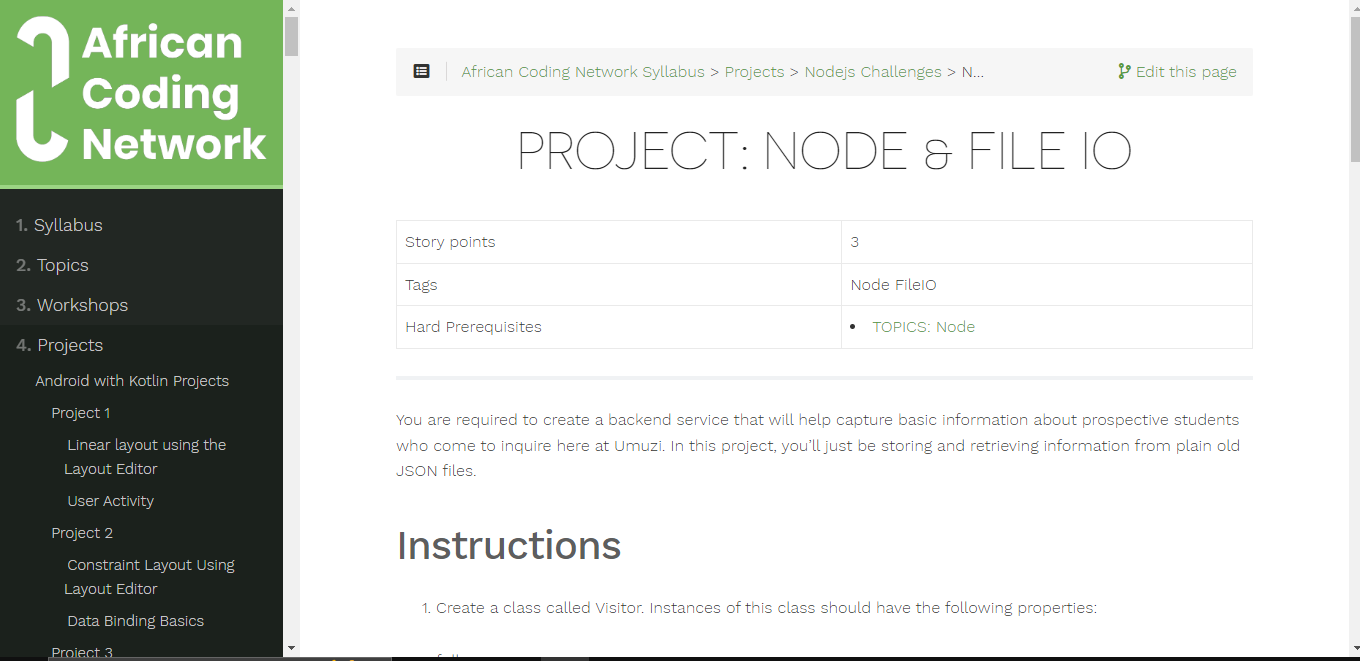 African
Coding
Network
1. Syllabus
2. Topics
3. Workshops
4. Projects
Android with Kotlin Projects
Project 1
Linear layout using the
Layout Editor
User Activity
Project 2
Constraint Layout Using
Layout Editor
Data Binding Basics
Project 3
African Coding Network Syllabus > Projects > Nodejs Challenges > N...
Edit this page
PROJECT: NODE & FILE IO
Story points 3
Tags Node FileIO
Hard Prerequisites • TOPICS: Node
You are required to create a backend service that will help capture basic information about prospective students
who come to inquire here at Umuzi. In this project, you’ll just be storing and retrieving information from plain old
JSON files.
Instructions
1. Create a class called Visitor. Instances of this class should have the following properties: